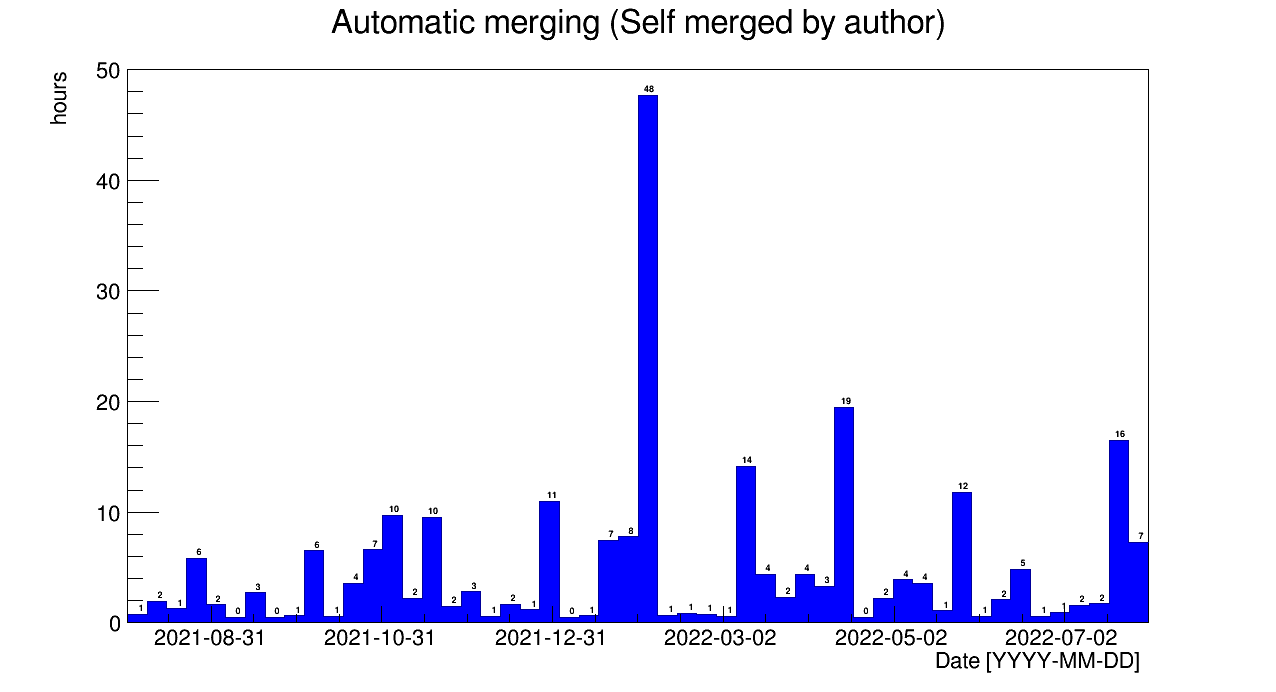 Automatic merging (Self merged by author)
hours
50
40
30
20
10
0
1 2 1 6 2 0 3 0 1 6 1 4 7 10 2 10 2 3 1 2 1 11 0 1 7 8 48 1 1 1 1 14 4 2 4 3 19 0 2 4 4 1 12 1 2 5 1 1 2 2 16 7
2021-08-31 2021-10-31 2021-12-31 2022-03-02 2022-05-02 2022-07-02
Date [YYYY-MM-DD]